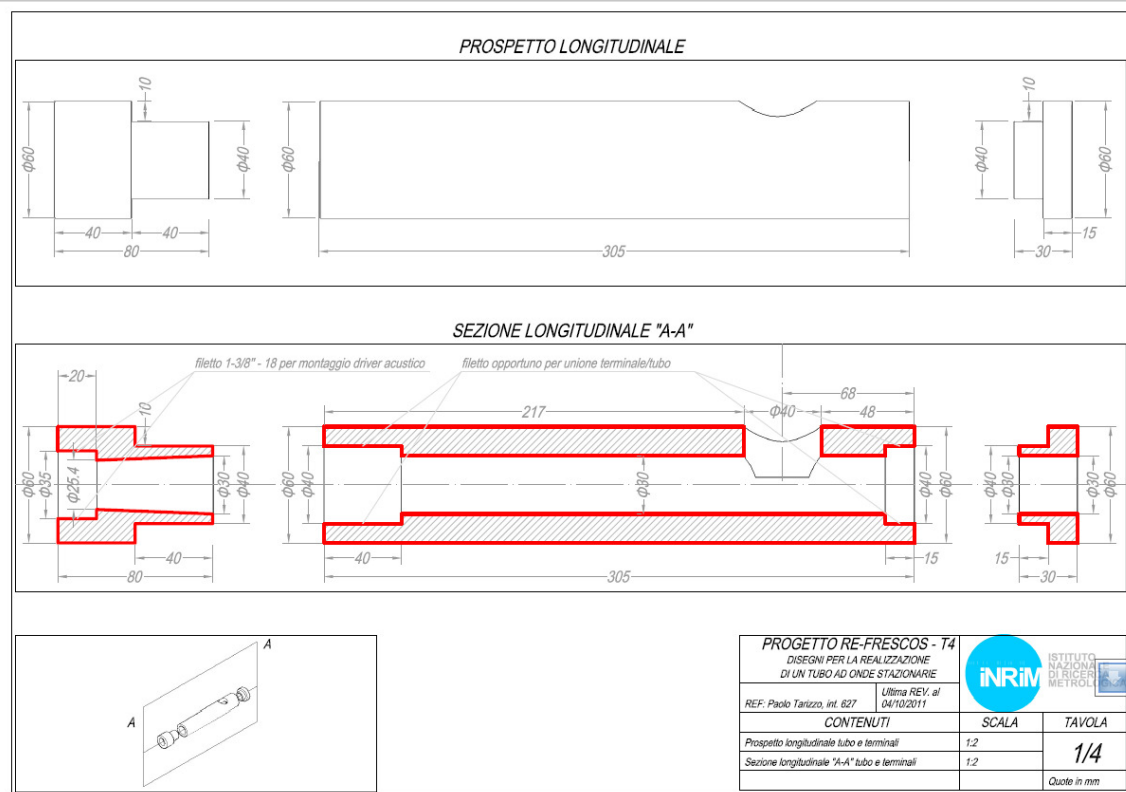 PROSPETTO LONGITUDINALE
10
10
Φ60
Φ40
Φ60
Φ40
Φ60
40
40
80
305
15
30
SEZIONE LONGITUDINALE "A-A"
filetto 1-3/8" - 18 per montaggio driver acustico
filetto opportuno per unione terminale/tubo
20
10
217
Φ40
68
48
Φ60
Φ35
Φ25.4
Φ30
Φ40
Φ60
Φ40
Φ30
Φ40
Φ60
Φ40
Φ30
Φ30
Φ60
40
80
40
305
15
15
30
A
A
PROGETTO RE-FRESCOS - T4
DISEGNI PER LA REALIZZAZIONE
DI UN TUBO AD ONDE STAZIONARIE
REF: Paolo Tarizzo, int. 627
Ultima REV. al
04/10/2011
iNRiM
ISTITUTO
NAZIONA
DI RICER
METROLO
CONTENUTI
SCALA
TAVOLA
Prospetto longitudinale tubo e terminali
1:2
Sezione longitudinale "A-A" tubo e terminali
1:2
1/4
Quote in mm